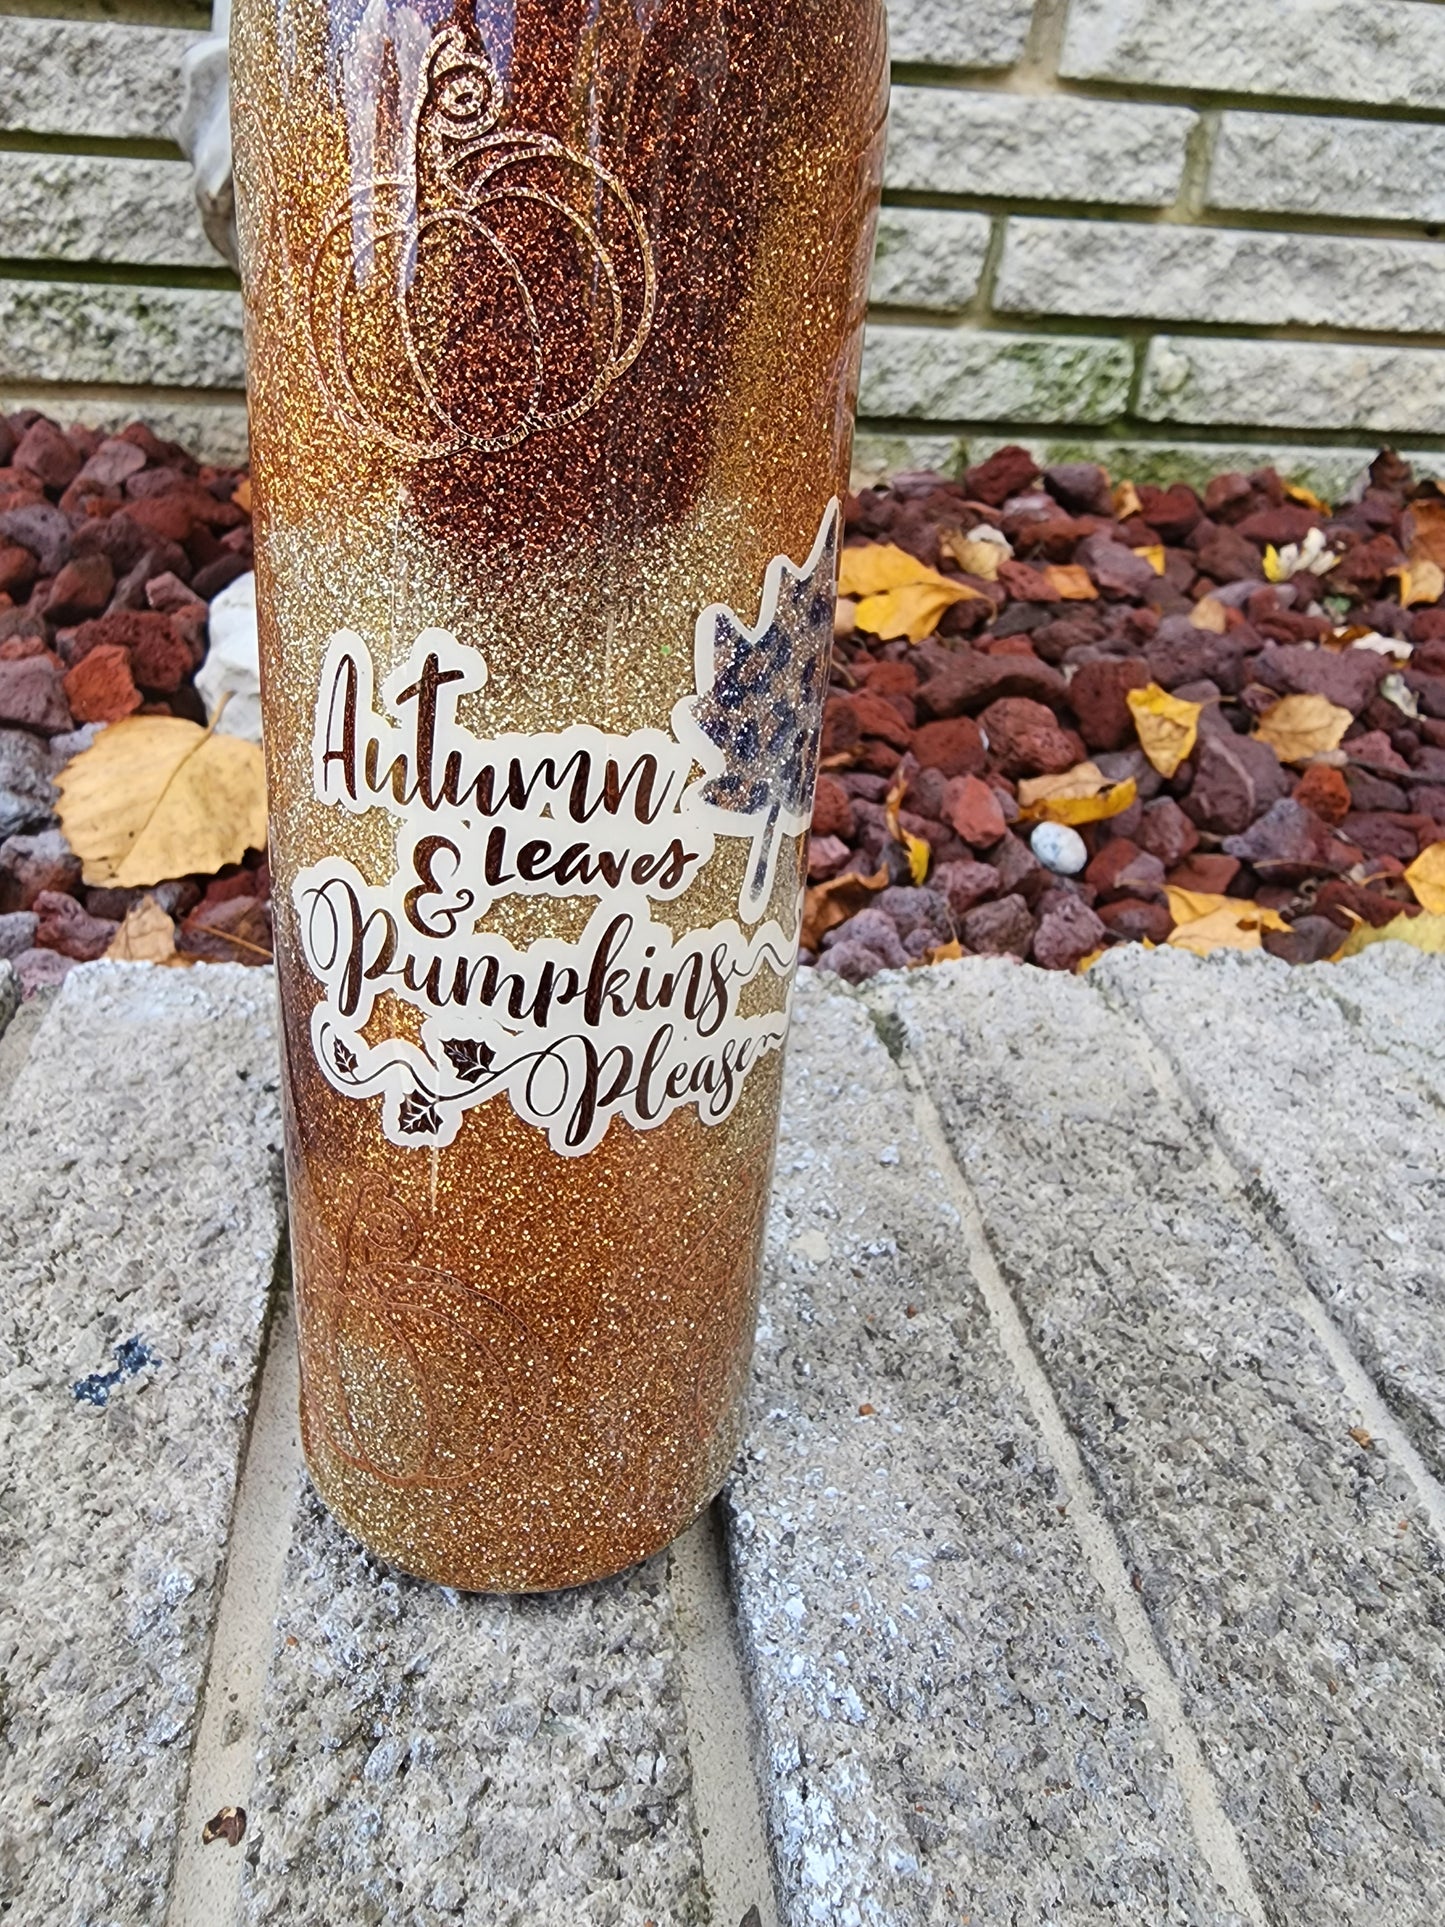 Autumn
Leaves
&
Pumpkins
Please